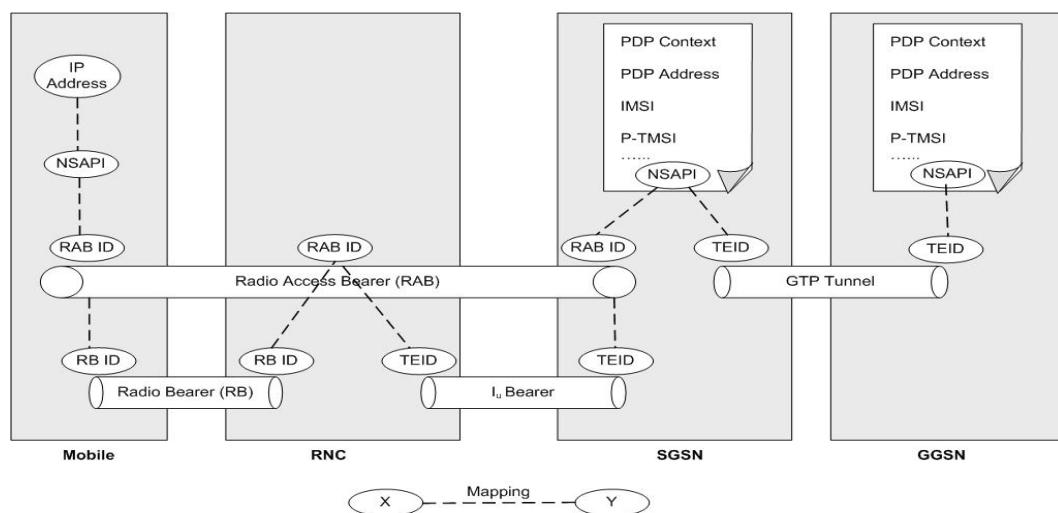 PDP Context
PDP Context
IP
Address
PDP Address
PDP Address
IMSI
IMSI
P-TMSI
P-TMSI
......
......
NSAPI
NSAPI
NSAPI
RAB ID
RAB ID
RAB ID
TEID
TEID
Radio Access Bearer (RAB)
GTP Tunnel
RB ID
RB ID
TEID
TEID
Radio Bearer (RB)
Iu Bearer
Mobile
RNC
SGSN
GGSN
Mapping
X
Y